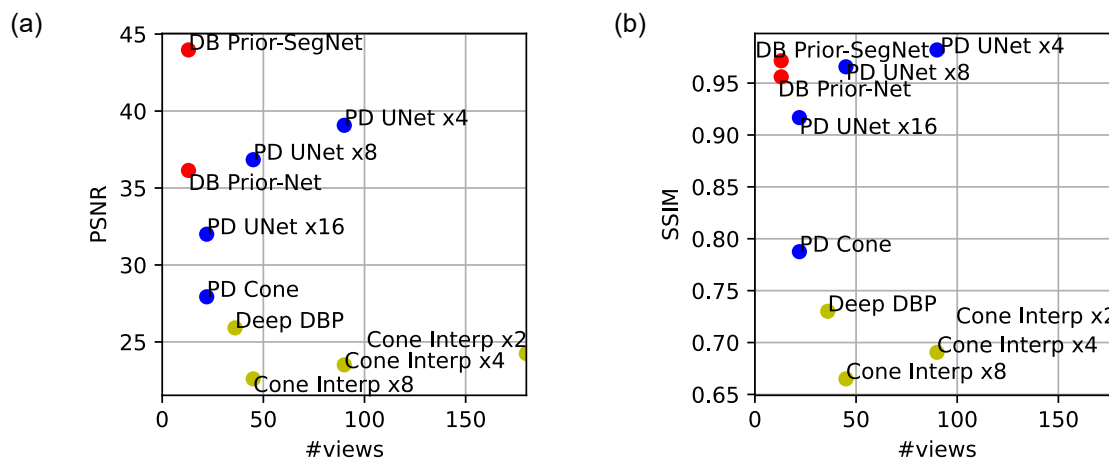 (a)
45
40
35
30
25
PSNR
0
50
100
150
#views
DB Prior-SegNet
PD UNet x4
PD UNet x8
DB Prior-Net
PD UNet x16
PD Cone
Deep DBP
Cone Interp x2
Cone Interp x4
Cone Interp x8
(b)
0.95
0.90
0.85
0.80
0.75
0.70
0.65
SSIM
0
50
100
150
#views
PD UNet x4
DB Prior-SegNet
PD UNet x8
DB Prior-Net
PD UNet x16
PD Cone
Deep DBP
Cone Interp x2
Cone Interp x4
Cone Interp x8